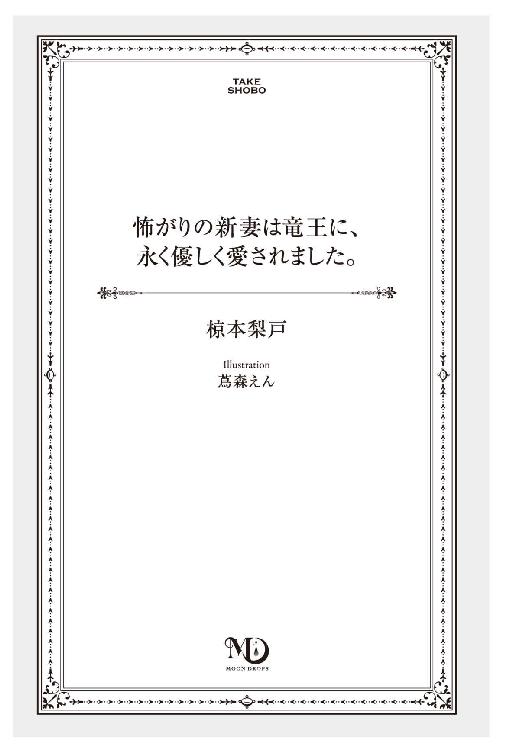 TAKE
SHOBO
怖がりの新妻は竜王に、
永く優しく愛されました。
椋本梨戸
Illustration
蔦森えん
MD
MOON DROPS